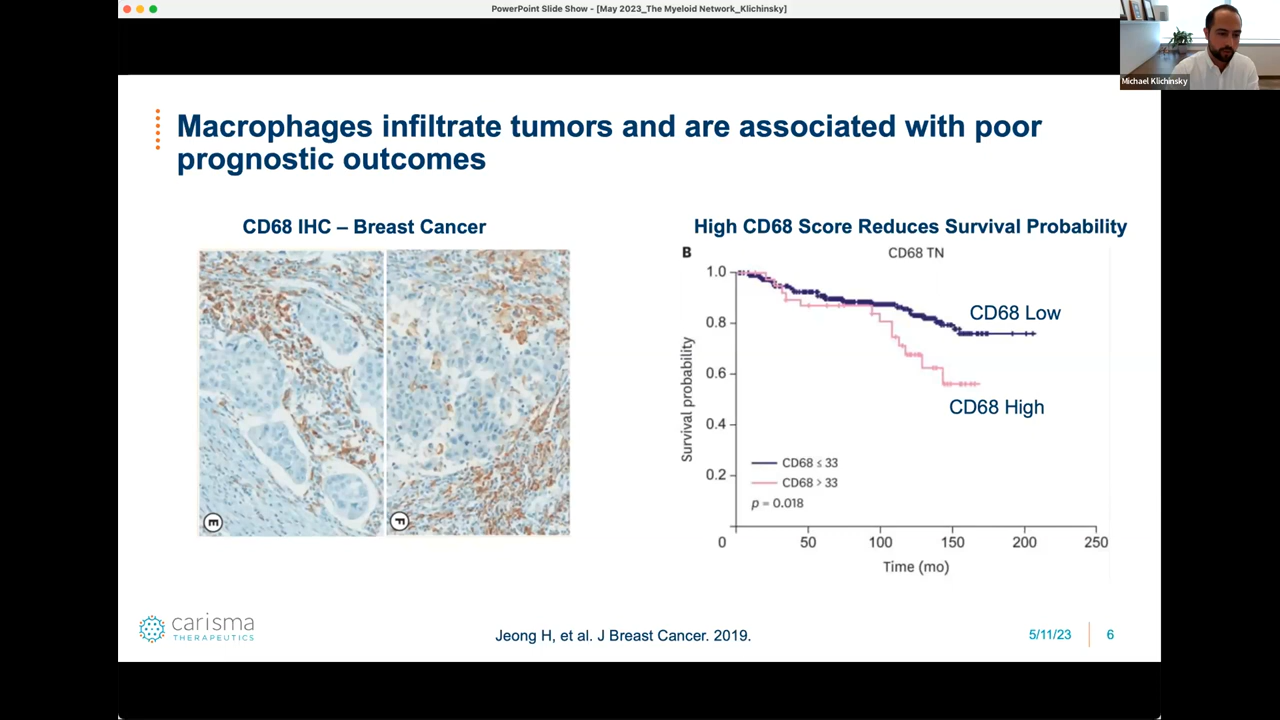 PowerPoint Slide Show - [May 2023_The Myeloid Network_Klichinsky]
Michael Klichinsky
Macrophages infiltrate tumors and are associated with poor
prognostic outcomes
CD68 IHC – Breast Cancer
E
F
High CD68 Score Reduces Survival Probability
B
CD68 TN
1.0
0.8
0.6
0.4
0.2
Survival probability
CD68 Low
CD68 High
CD68 ≤ 33
CD68 > 33
p = 0.018
0 50 100 150 200 250
Time (mo)
carisma
THERAPEUTICS
Jeong H, et al. J Breast Cancer. 2019.
5/11/23 6